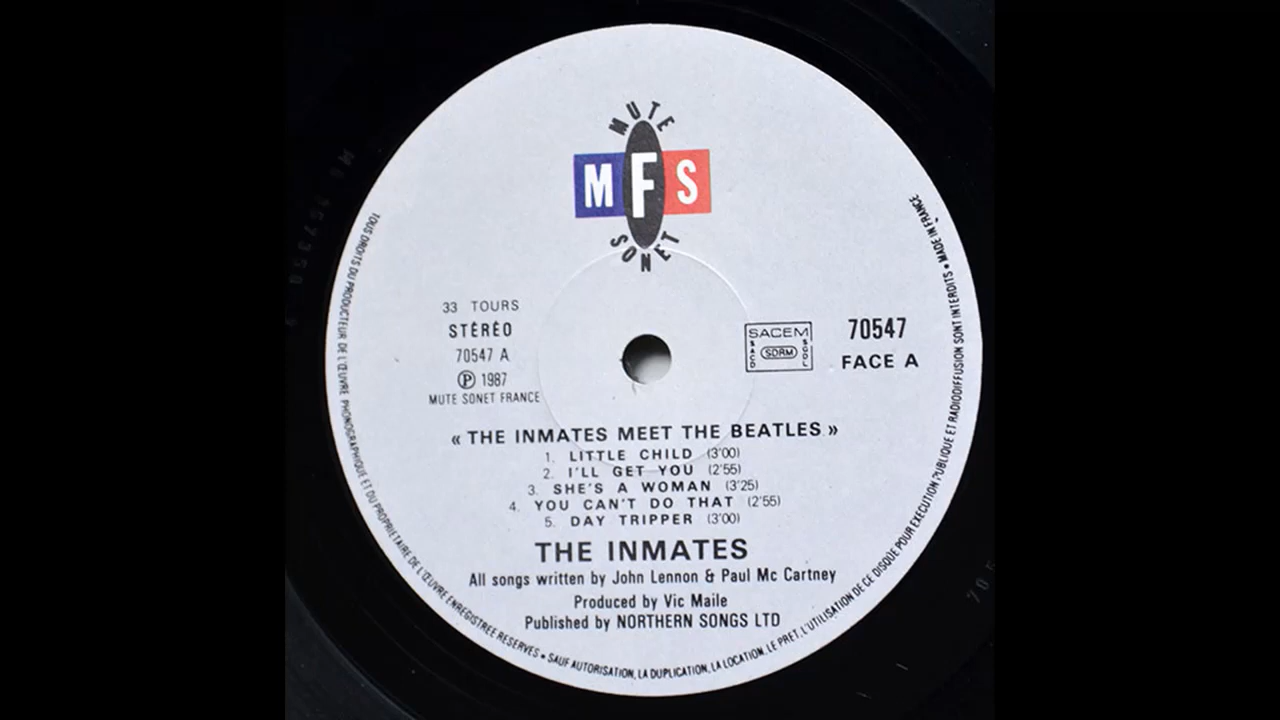 MUTE
MFS
SONET
33 TOURS
STÉRÉO
70547 A
Ⓟ 1987
MUTE SONET FRANCE
SACEM
SACD
SDRM
SGDL
70547
FACE A
« THE INMATES MEET THE BEATLES »
1. LITTLE CHILD (3'00)
2. I'LL GET YOU (2'55)
3. SHE'S A WOMAN (3'25)
4. YOU CAN'T DO THAT (2'55)
5. DAY TRIPPER (3'00)
THE INMATES
All songs written by John Lennon & Paul Mc Cartney
Produced by Vic Maile
Published by NORTHERN SONGS LTD
TOUS DROITS DU PRODUCTEUR DE L'ŒUVRE PHONOGRAPHIQUE ET DU PROPRIETAIRE DE L'ŒUVRE ENREGISTREE RESERVES • SAUF AUTORISATION, LA DUPLICATION, LA LOCATION, LE PRET, L'UTILISATION DE CE DISQUE POUR EXECUTION PUBLIQUE ET RADIODIFFUSION SONT INTERDITS • MADE IN FRANCE